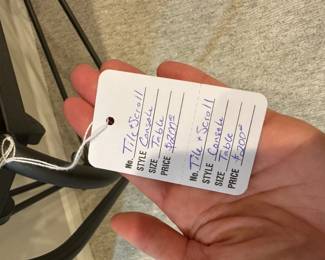 No. Tile & Scroll
STYLE Console
SIZE Table
PRICE $200.00
No. Tile & Scroll
STYLE Console
SIZE Table
PRICE $200.00